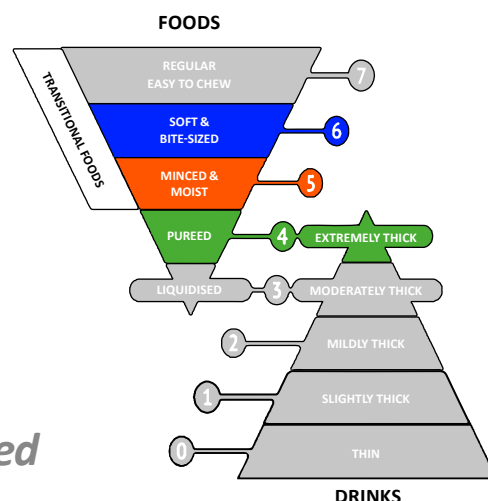 FOODS
REGULAR
EASY TO CHEW
7
TRANSITIONAL FOODS
SOFT &
BITE-SIZED
6
MINCED &
MOIST
5
PUREED
4
EXTREMELY THICK
LIQUIDISED
3
MODERATELY THICK
2
MILDLY THICK
1
SLIGHTLY THICK
ed
0
THIN
DRINKS